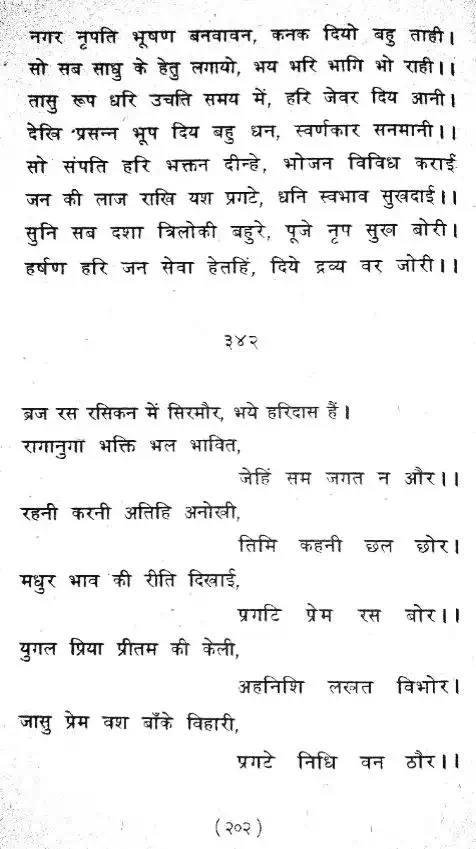 नगर नृपति भूषण बनवावन, कनक दियो बहु ताही।
सो सब साधु के हेतु लगायो, भय भरि भागि भो राही।।
तासु रूप धरि उचति समय में, हरि जेवर दिय आनी।
देखि प्रसन्न भूप दिय बहु धन, स्वर्णकार सनमानी।।
सो संपति हरि भक्तन दीन्हे, भोजन विविध कराई
जन की लाज राखि यश प्रगटे, धनि स्वभाव सुखदाई।।
सुनि सब दशा त्रिलोकी बहुरे, पूजे नृप सुख बोरी।
हर्षण हरि जन सेवा हेतहिं, दिये द्रव्य वर जोरी।।
३४२
ब्रज रस रसिकन में सिरमौर, भये हरिदास हैं।
रागानुगा भक्ति भल भावित,
जेहिं सम जगत न और।।
रहनी करनी अतिहि अनोखी,
तिमि कहनी छल छोर।
मधुर भाव की रीति दिखाई,
प्रगटि प्रेम रस बोर।।
युगल प्रिया प्रीतम की केली,
अहनिशि लखत विभोर।
जासु प्रेम वश बाँके विहारी,
प्रगटे निधि वन ठौर।।
(२०२)